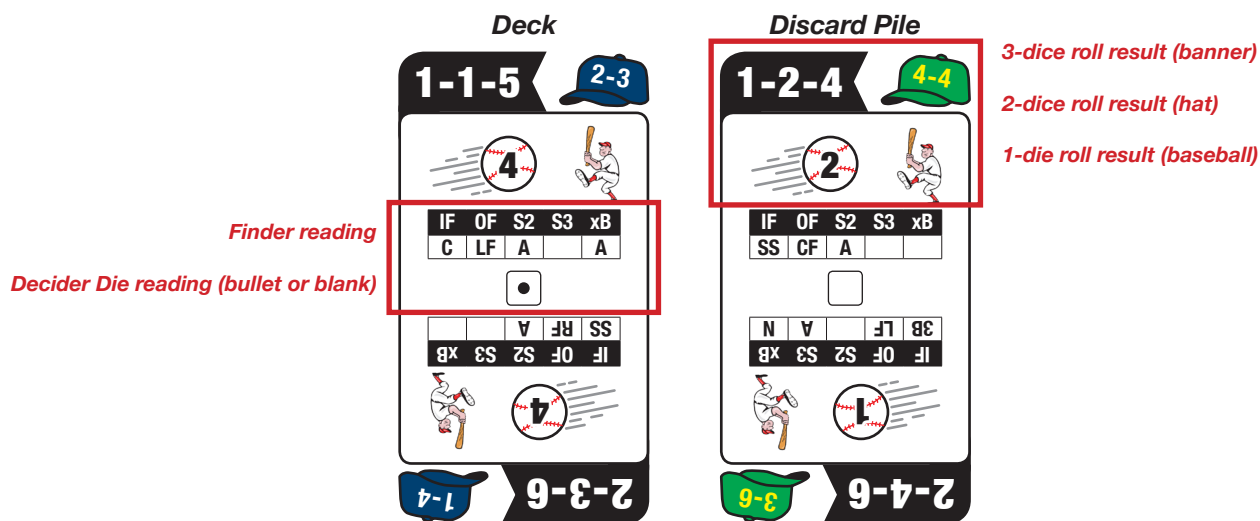 Deck Discard Pile
1-1-5 2-3 1-2-4 4-4 3-dice roll result (banner)
2-dice roll result (hat)
4 2 1-die roll result (baseball)
IF OF S2 S3 xB IF OF S2 S3 xB
Finder reading C LF A A SS CF A
Decider Die reading (bullet or blank)
SS RF A 3B LF A N
IF OF S2 S3 xB IF OF S2 S3 xB
4 1
1-4 2-3-6 3-6 2-4-6